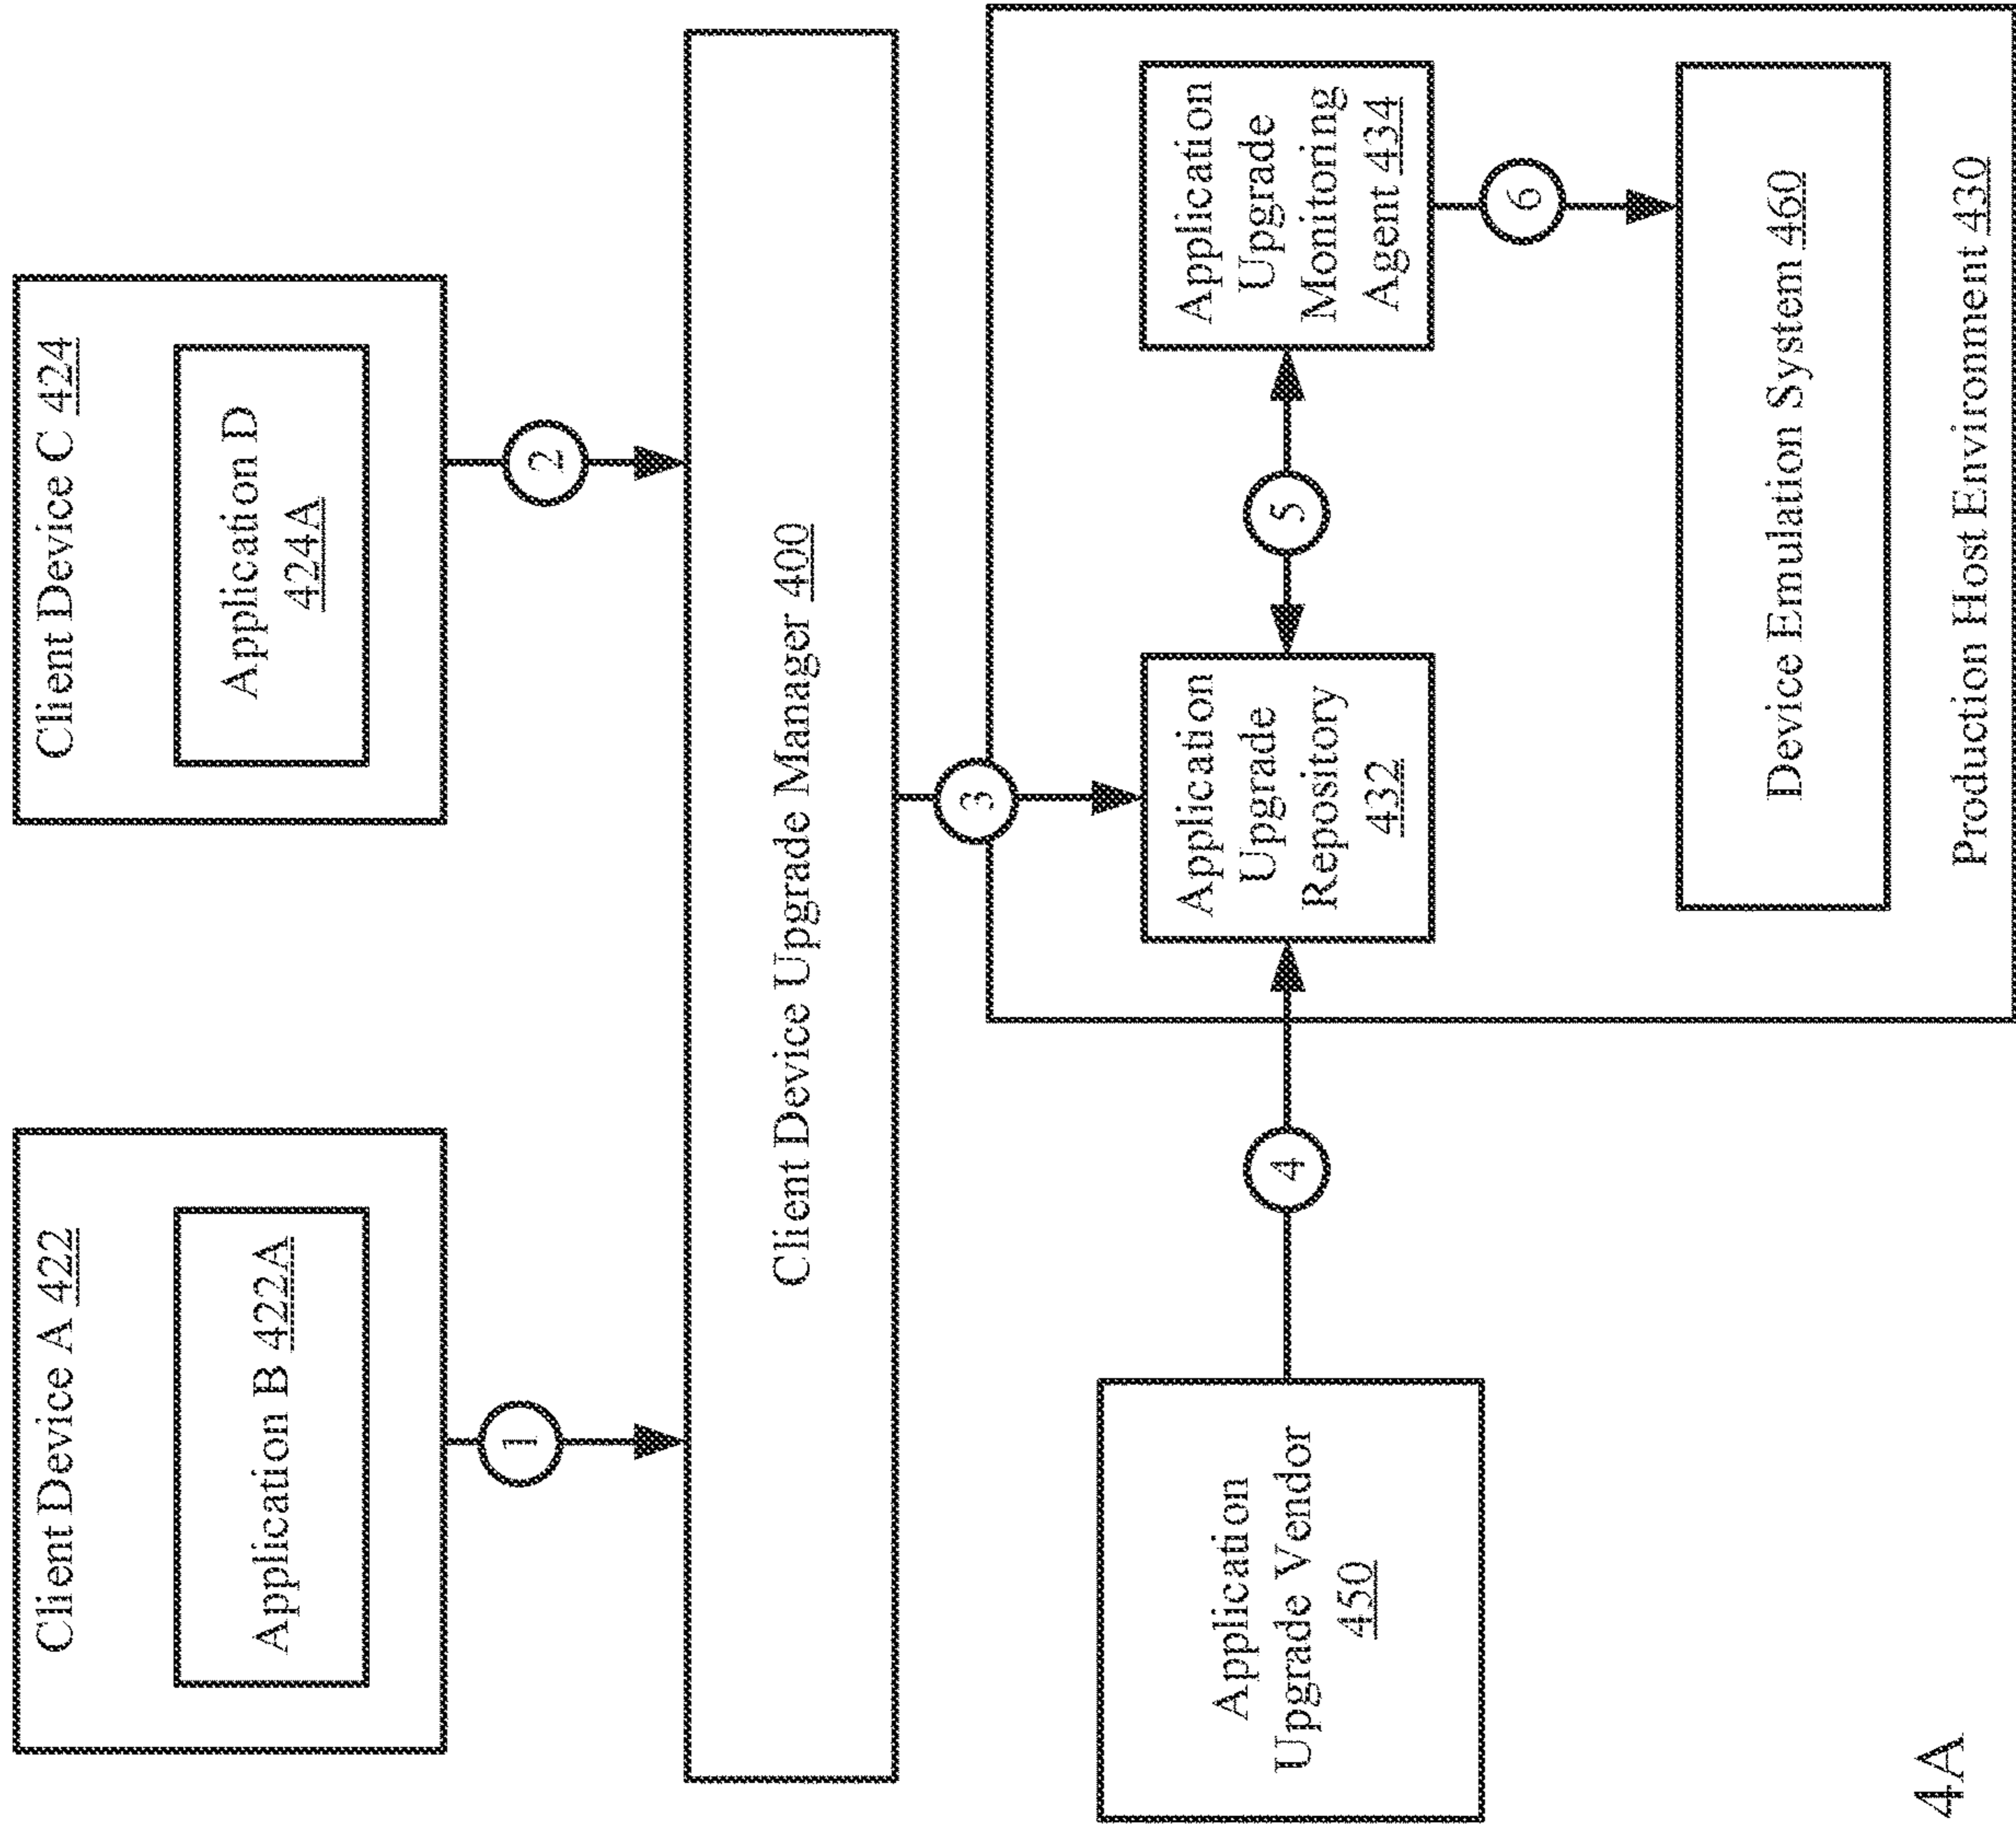 Client Device A 422
Application B 422A
1
Client Device C 424
Application D
424A
2
Client Device Upgrade Manager 400
3
Application
Upgrade Vendor
450
4
Application
Upgrade
Repository
432
5
Application
Upgrade
Monitoring
Agent 434
6
Device Emulation System 460
Production Host Environment 430
4A